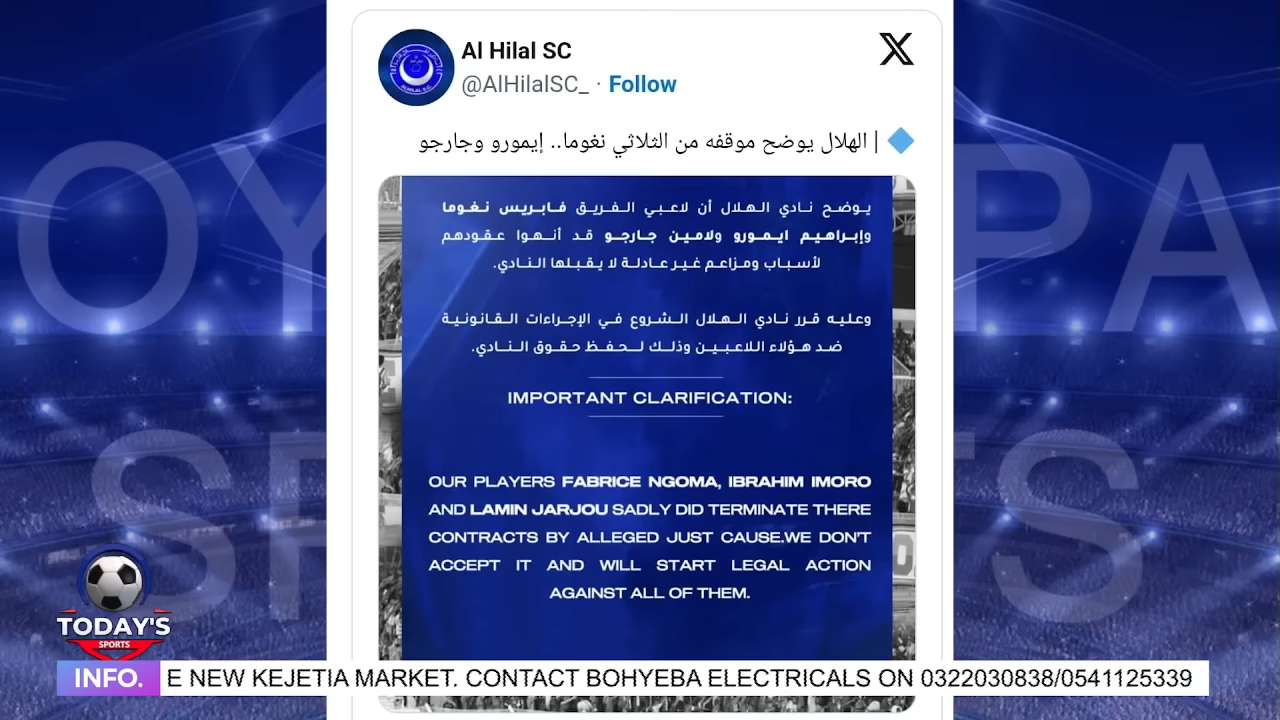 Al Hilal SC
@AlHilalSC_ · Follow
🔷 | الهلال يوضح موقفه من الثلاثي نغوما.. إيمورو وجارجو
يوضح نادي الهلال أن لاعبي الفريق فابريس نغوما
وإبراهيم ايمورو ولامين جارجو قد أنهوا عقودهم
لأسباب ومزاعم غير عادلة لا يقبلها النادي.
وعليه قرر نادي الهلال الشروع في الإجراءات القانونية
ضد هؤلاء اللاعبين وذلك لحفظ حقوق النادي.
IMPORTANT CLARIFICATION:
OUR PLAYERS FABRICE NGOMA, IBRAHIM IMORO
AND LAMIN JARJOU SADLY DID TERMINATE THERE
CONTRACTS BY ALLEGED JUST CAUSE.WE DON'T
ACCEPT IT AND WILL START LEGAL ACTION
AGAINST ALL OF THEM.
TODAY'S
SPORTS
INFO.
E NEW KEJETIA MARKET. CONTACT BOHYEBA ELECTRICALS ON 0322030838/0541125339